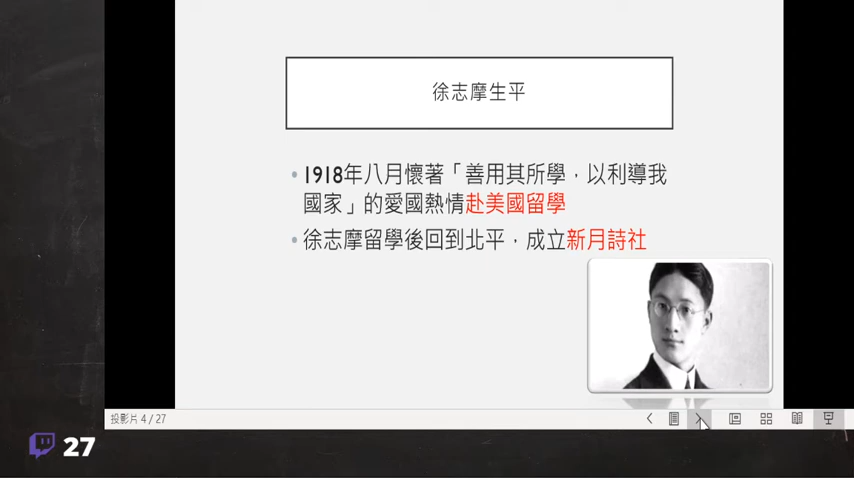 徐志摩生平
•1918年八月懷著「善用其所學，以利導我
國家」的愛國熱情赴美國留學
•徐志摩留學後回到北平，成立新月詩社
投影片 4 / 27
27